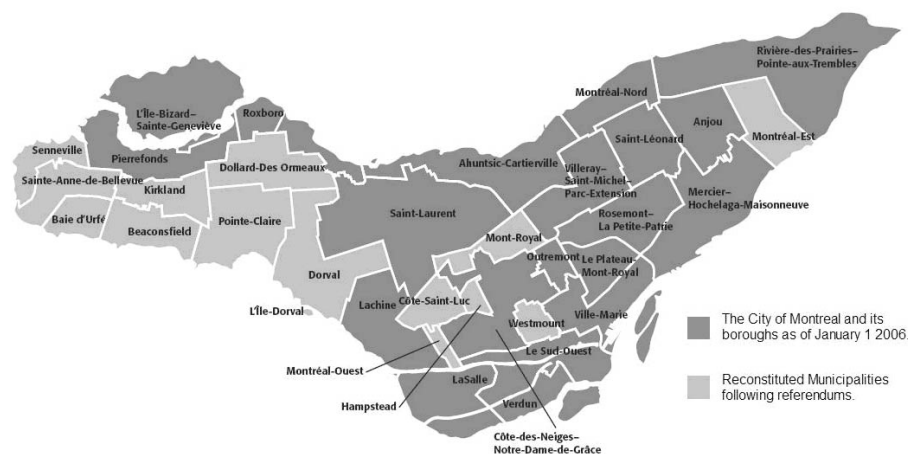 Rivière-des-Prairies–
Pointe-aux-Trembles
Montréal-Nord
L'Île-Bizard–
Sainte-Geneviève
Roxboro
Anjou
Saint-Léonard
Montréal-Est
Senneville
Pierrefonds
Dollard-Des Ormeaux
Ahuntsic-Cartierville
Villeray–
Saint-Michel–
Parc-Extension
Sainte-Anne-de-Bellevue
Kirkland
Mercier–
Hochelaga-Maisonneuve
Baie d'Urfé
Beaconsfield
Pointe-Claire
Saint-Laurent
Rosemont–
La Petite-Patrie
Mont-Royal
Outremont
Le Plateau-
Mont-Royal
Dorval
Lachine
Côte-Saint-Luc
L'Île-Dorval
Westmount
Ville-Marie
The City of Montreal and its
boroughs as of January 1 2006.
Le Sud-Ouest
Montréal-Ouest
LaSalle
Reconstituted Municipalities
following referendums.
Hampstead
Verdun
Côte-des-Neiges–
Notre-Dame-de-Grâce